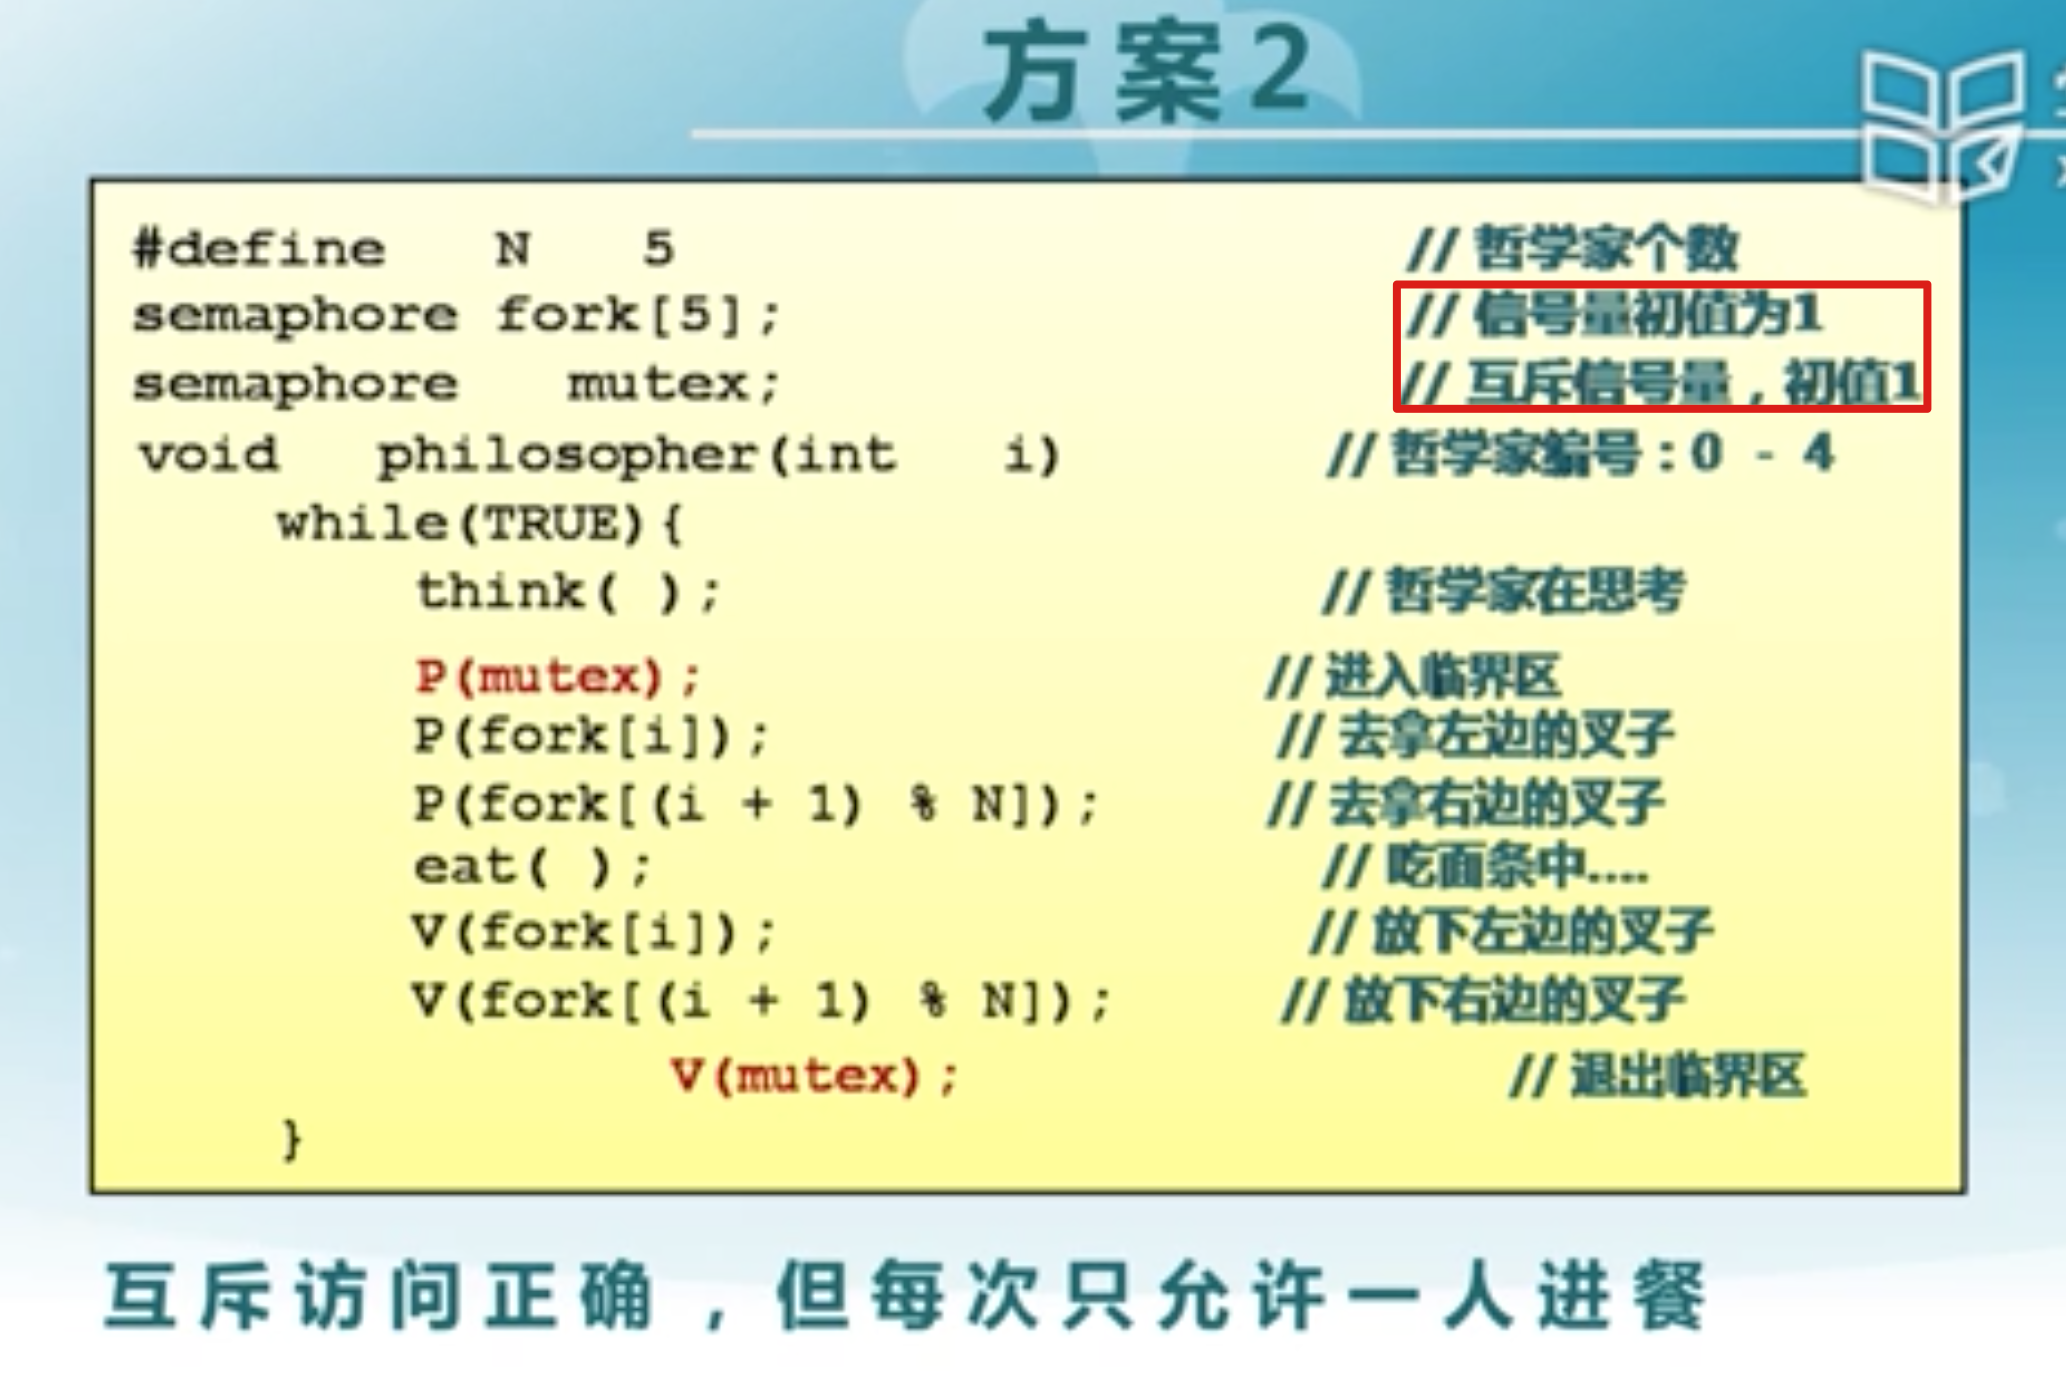 方案2
#define N 5 // 哲学家个数
semaphore fork[5]; // 信号量初值为1
semaphore mutex; // 互斥信号量，初值1
void philosopher(int i) // 哲学家编号：0 - 4
while(TRUE){
think( ); // 哲学家在思考
P(mutex); // 进入临界区
P(fork[i]); // 去拿左边的叉子
P(fork[(i + 1) % N]); // 去拿右边的叉子
eat( ); // 吃面条中....
V(fork[i]); // 放下左边的叉子
V(fork[(i + 1) % N]); // 放下右边的叉子
V(mutex); // 退出临界区
}
互斥访问正确，但每次只允许一人进餐